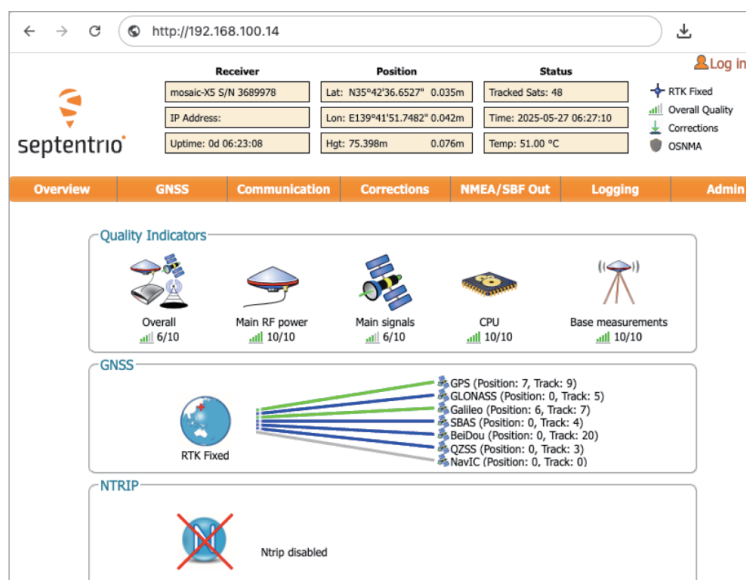 http://192.168.100.14
Log in
Receiver
Position
Status
mosaic-X5 S/N 3689978
Lat: N35°42'36.6527" 0.035m
Tracked Sats: 48
RTK Fixed
IP Address:
Lon: E139°41'51.7482" 0.042m
Time: 2025-05-27 06:27:10
Overall Quality
Corrections
septentrio
Uptime: 0d 06:23:08
Hgt: 75.398m 0.076m
Temp: 51.00 °C
OSNMA
Overview GNSS Communication Corrections NMEA/SBF Out Logging Admin
Quality Indicators
Overall
6/10
Main RF power
10/10
Main signals
6/10
CPU
10/10
Base measurements
10/10
GNSS
GPS (Position: 7, Track: 9)
GLONASS (Position: 0, Track: 5)
Galileo (Position: 6, Track: 7)
SBAS (Position: 0, Track: 4)
BeiDou (Position: 0, Track: 20)
QZSS (Position: 0, Track: 3)
NavIC (Position: 0, Track: 0)
RTK Fixed
NTRIP
N
Ntrip disabled